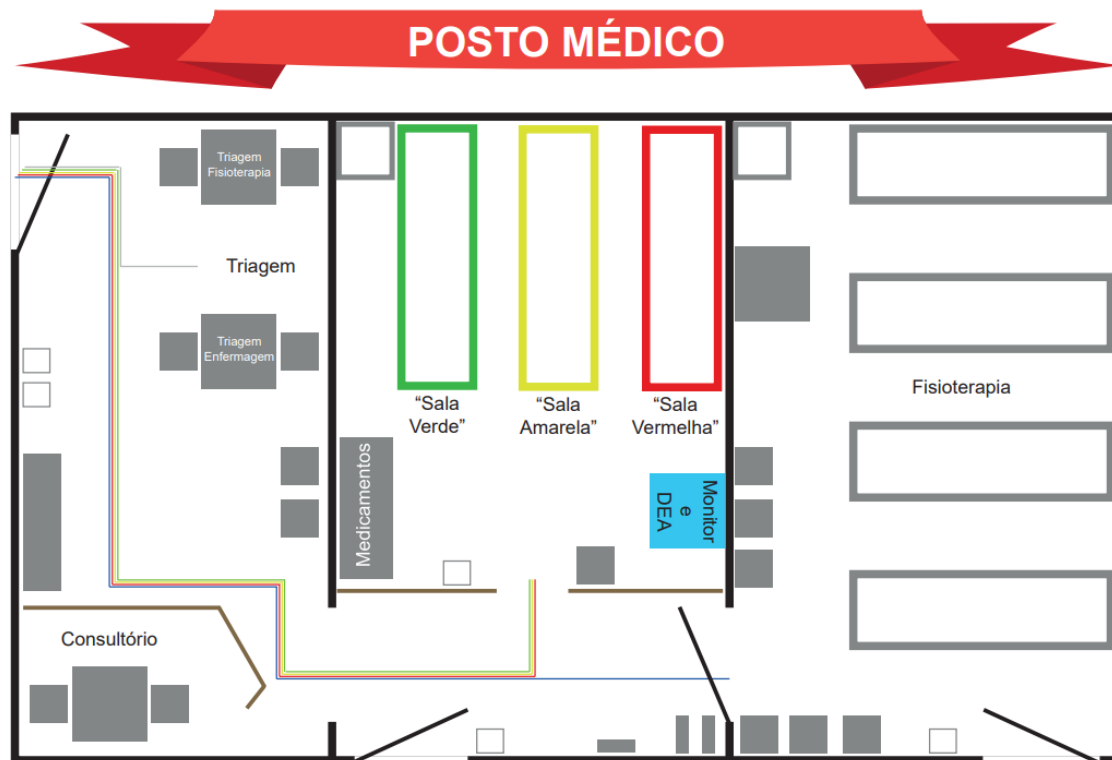 POSTO MÉDICO
Triagem
Fisioterapia
Triagem
Triagem
Enfermagem
“Sala
Verde”
“Sala
Amarela”
“Sala
Vermelha”
Fisioterapia
Medicamentos
Monitor
e
DEA
Consultório